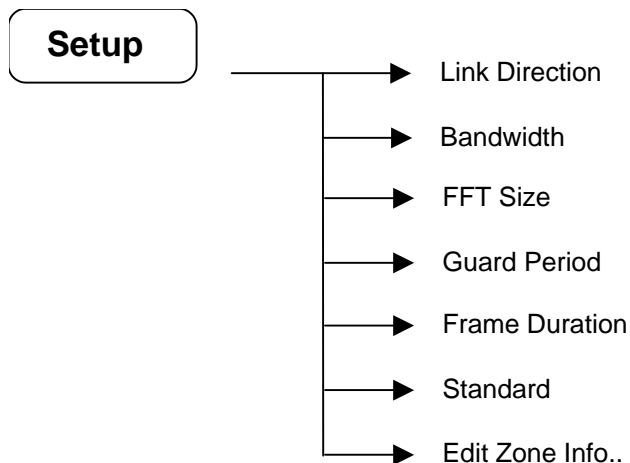 Setup
Link Direction
Bandwidth
FFT Size
Guard Period
Frame Duration
Standard
Edit Zone Info..